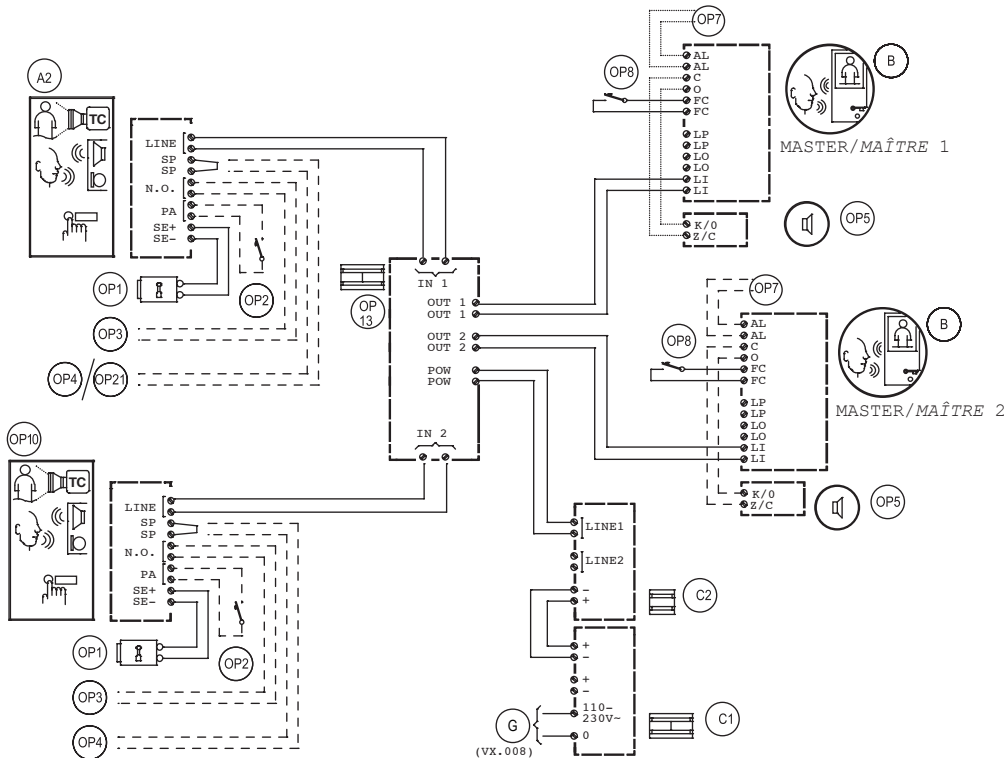 A2
TC
LINE
SP
SP
N.O.
PA
SE+
SE-
OP1
OP2
OP3
OP4/OP21
OP10
TC
LINE
SP
SP
N.O.
PA
SE+
SE-
OP1
OP2
OP3
OP4
OP
13
IN 1
OUT 1
OUT 1
OUT 2
OUT 2
POW
POW
IN 2
OP7
OP8
AL
AL
C
O
FC
FC
LP
LP
LO
LO
LI
LI
K/0
Z/C
B
MASTER/MAÎTRE 1
OP5
OP7
OP8
AL
AL
C
O
FC
FC
LP
LP
LO
LO
LI
LI
K/0
Z/C
B
MASTER/MAÎTRE 2
OP5
LINE1
LINE2
-
+
C2
+
-
+
-
110-
230V~
0
G
(VX.008)
C1